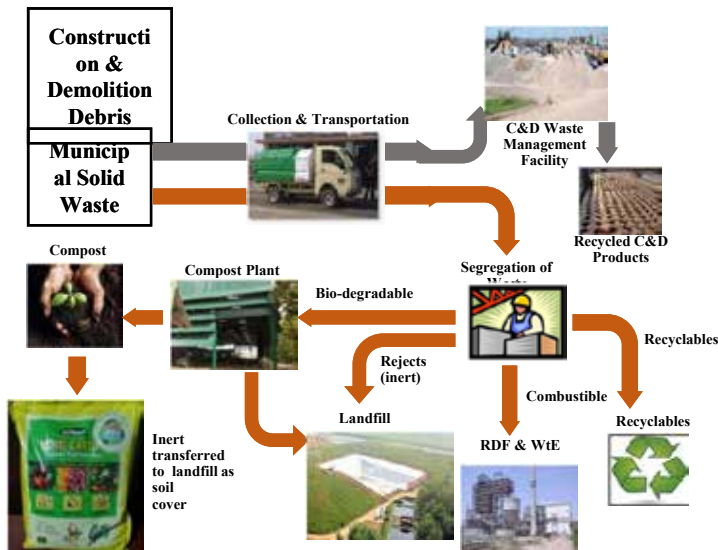 Constructi
on &
Demolition
Debris
Municip
al Solid
Waste
Collection & Transportation
C&D Waste
Management
Facility
Recycled C&D
Products
Segregation of
Compost
Compost Plant
Bio-degradable
Recyclables
Rejects
(inert)
Combustible
Landfill
RDF & WtE
Recyclables
Inert
transferred
to landfill as
soil
cover